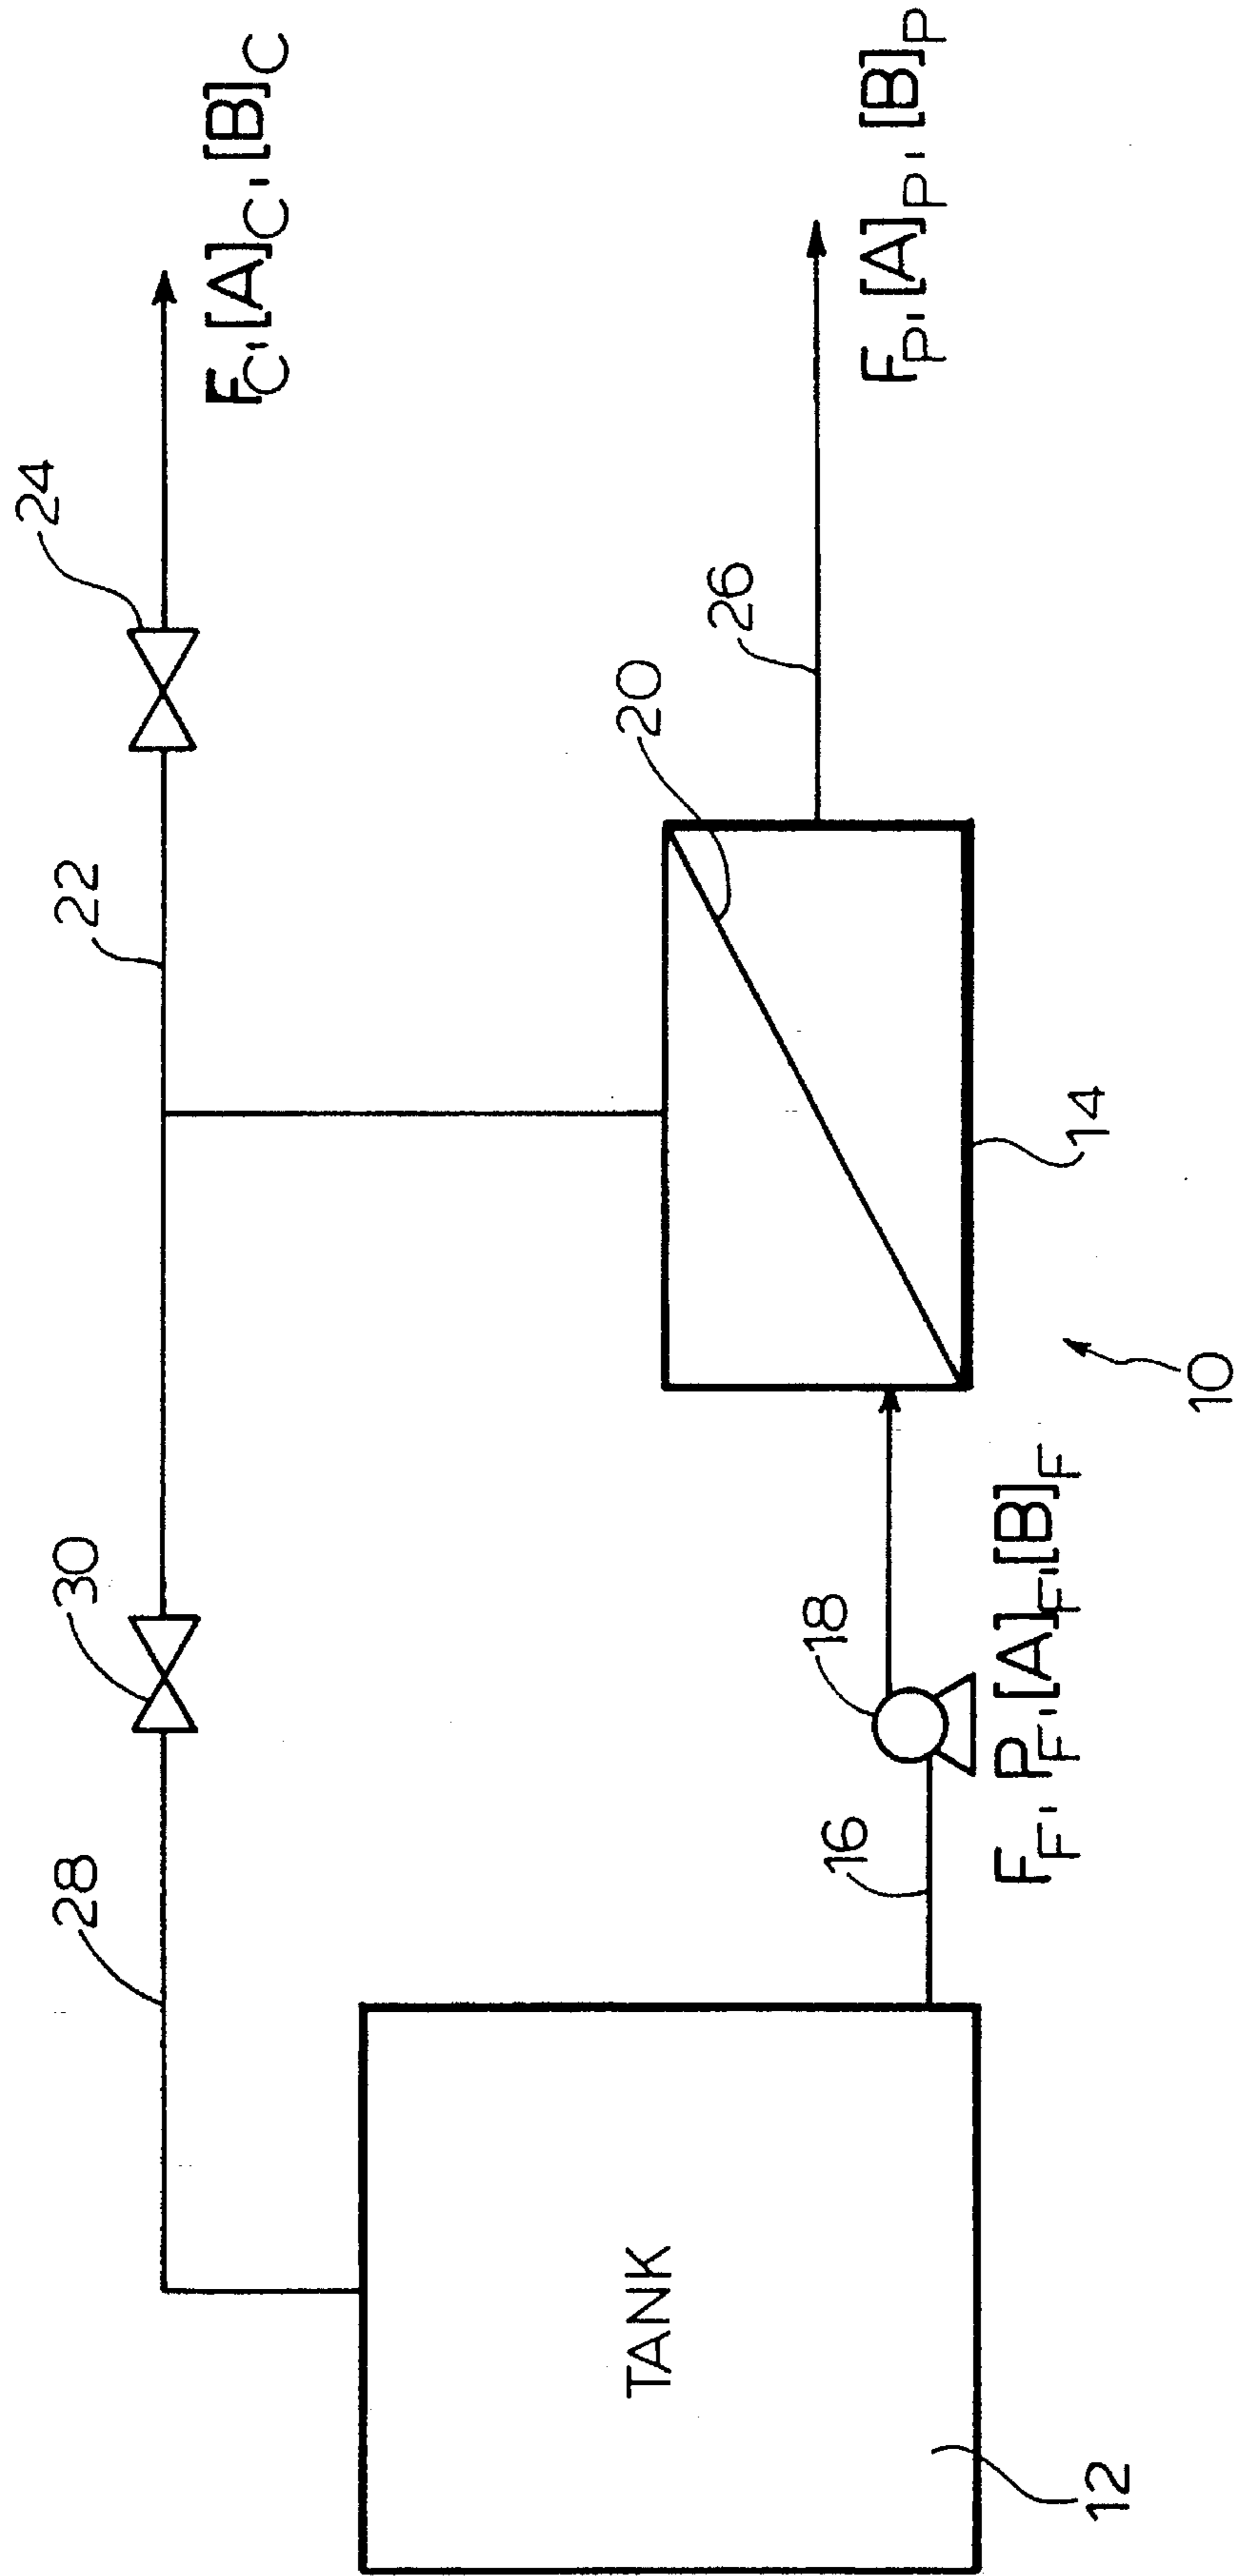 28
30
22
24
F_C, [A]_C, [B]_C
TANK
12
16
18
F_F, P_F, [A]_F, [B]_F
20
14
10
26
F_P, [A]_P, [B]_P